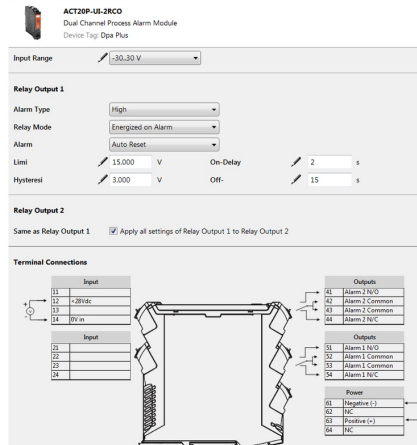 ACT20P-UI-2RCO
Dual Channel Process Alarm Module
Device Tag: Dpa Plus
Input Range -30..30 V
Relay Output 1
Alarm Type High
Relay Mode Energized on Alarm
Alarm Auto Reset
Limi 15.000 V On-Delay 2 s
Hysteresi 3.000 V Off- 15 s
Relay Output 2
Same as Relay Output 1 Apply all settings of Relay Output 1 to Relay Output 2
Terminal Connections
Input
11
12 <28Vdc
13
14 0V in
Input
21
22
23
24
Outputs
41 Alarm 2 N/O
42 Alarm 2 Common
43 Alarm 2 Common
44 Alarm 2 N/C
Outputs
51 Alarm 1 N/O
52 Alarm 1 Common
53 Alarm 1 Common
54 Alarm 1 N/C
Power
61 Negative (-)
62 NC
63 Positive (+)
64 NC
+
V
-